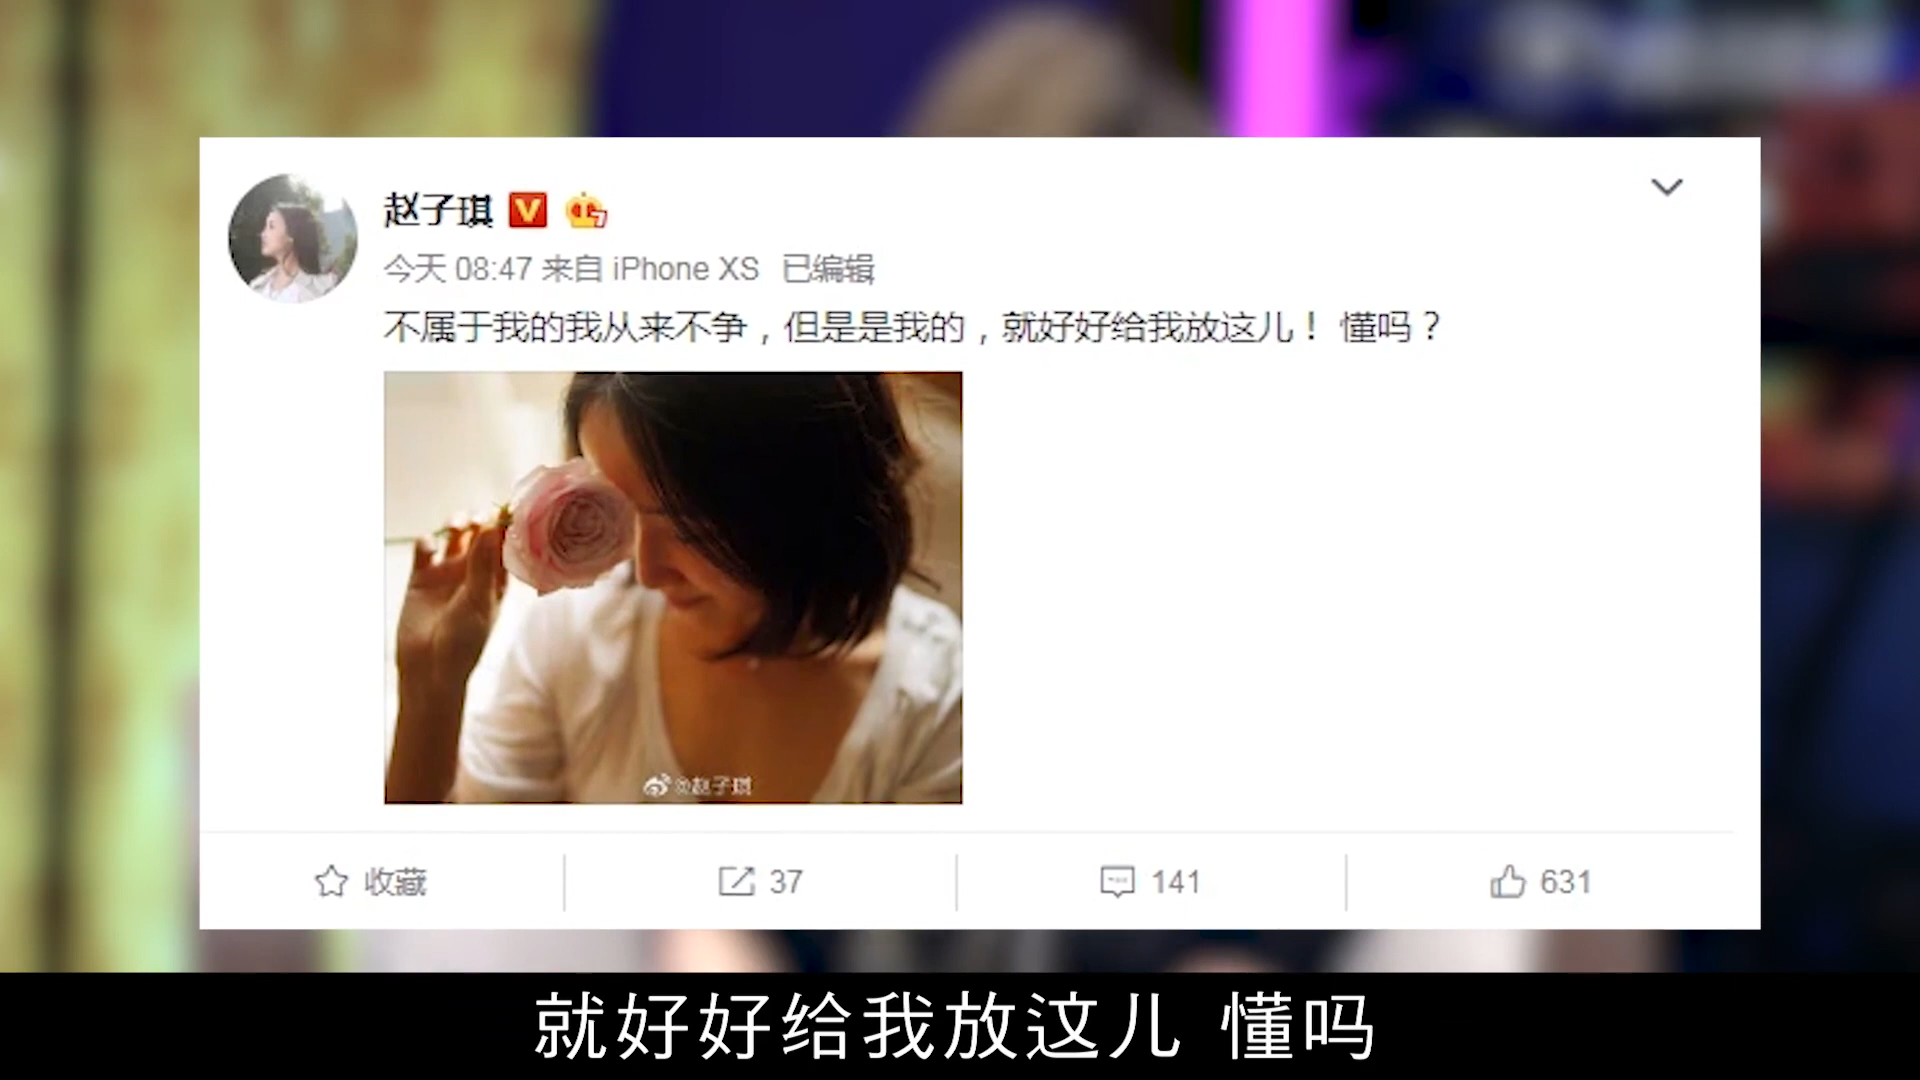 赵子琪
今天 08:47 来自 iPhone XS 已编辑
不属于我的我从来不争，但是是我的，就好好给我放这儿！ 懂吗？
@赵子琪
收藏
37
141
631
就好好给我放这儿 懂吗